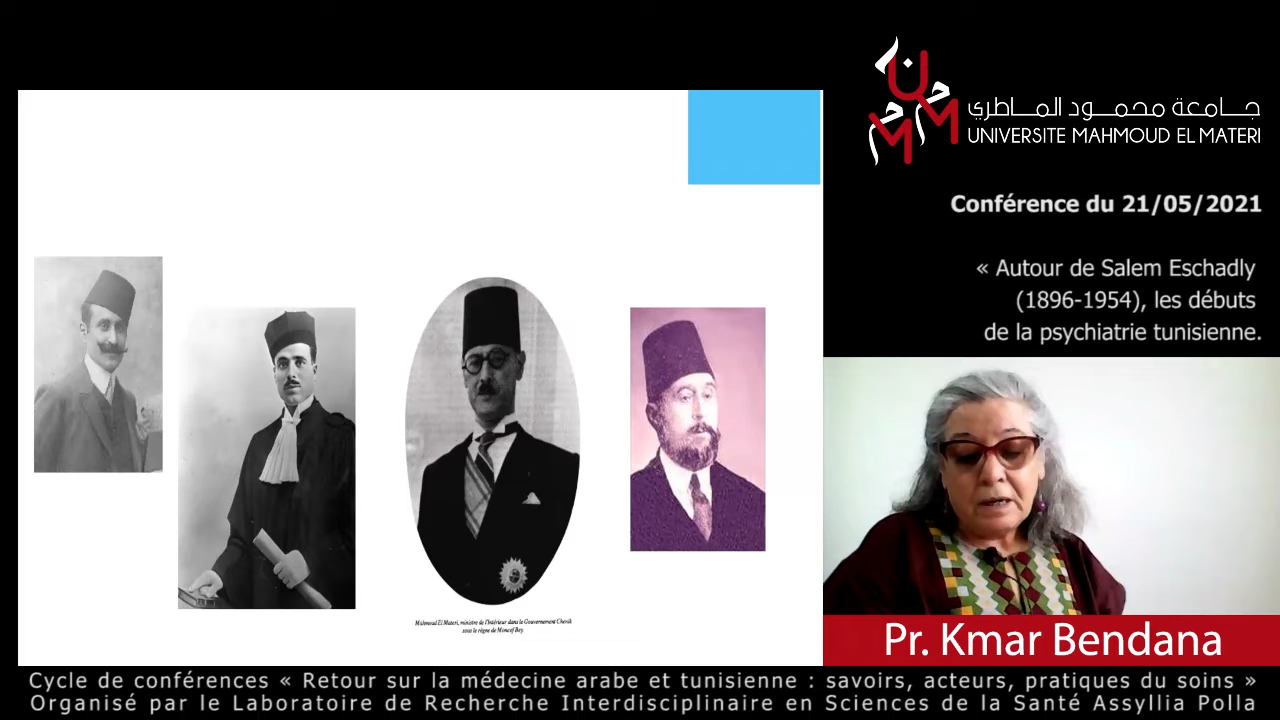 جامعة محمود الماطري
UNIVERSITE MAHMOUD EL MATERI
Conférence du 21/05/2021
« Autour de Salem Eschadly
(1896-1954), les débuts
de la psychiatrie tunisienne.
Mahmoud El Materi, ministre de l'Intérieur dans le Gouvernement Chenik
sous le règne de Moncef Bey.
Pr. Kmar Bendana
Cycle de conférences « Retour sur la médecine arabe et tunisienne : savoirs, acteurs, pratiques du soins »
Organisé par le Laboratoire de Recherche Interdisciplinaire en Sciences de la Santé Assyllia Polla